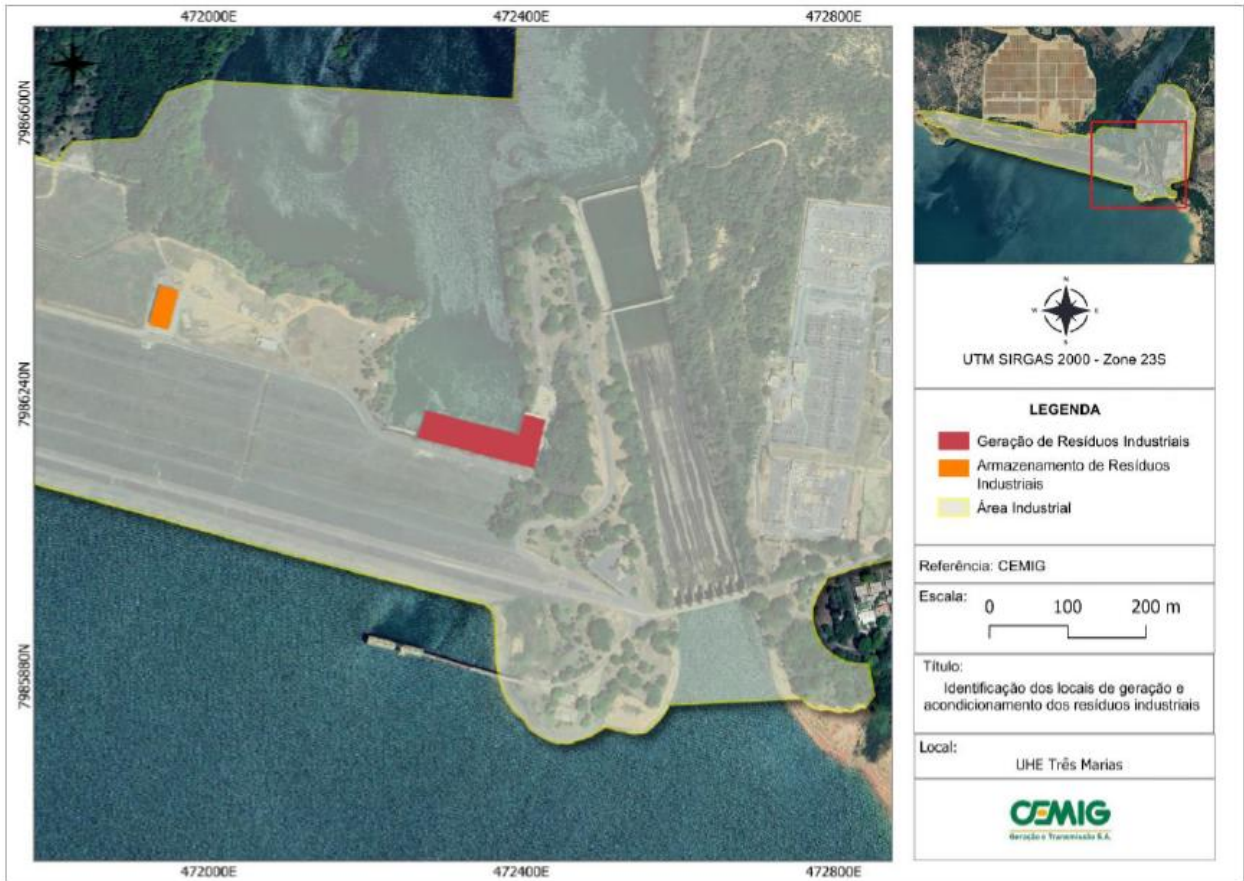 472000E
472400E
472800E
7986600N
7986240N
7985880N
472000E
472400E
472800E
N
W
E
S
UTM SIRGAS 2000 - Zone 23S
LEGENDA
Geração de Resíduos Industriais
Armazenamento de Resíduos
Industriais
Área Industrial
Referência: CEMIG
Escala:
0 100 200 m
Título:
Identificação dos locais de geração e
acondicionamento dos resíduos industriais
Local:
UHE Três Marias
CEMIG
Geração e Transmissão S.A.